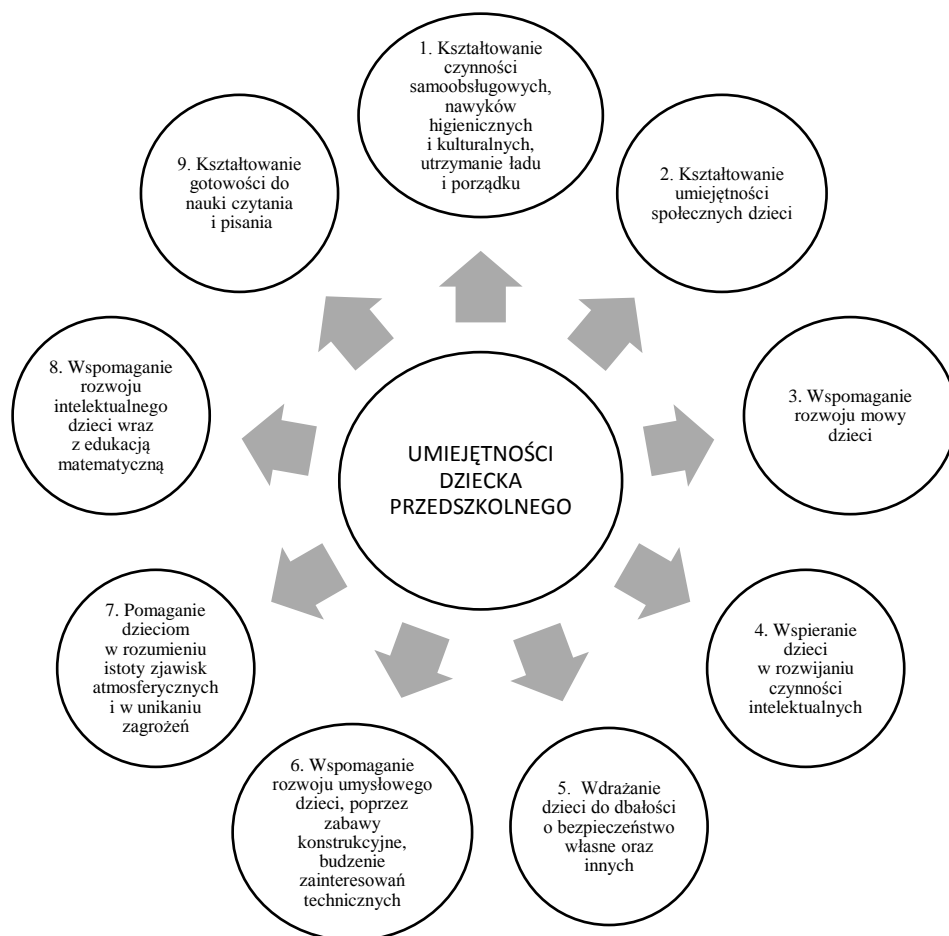 1. Kształtowanie
czynności
samoobsługowych,
nawyków
higienicznych
i kulturalnych,
utrzymanie ładu
i porządku
2. Kształtowanie
umiejętności
społecznych dzieci
3. Wspomaganie
rozwoju mowy
dzieci
4. Wspieranie
dzieci
w rozwijaniu
czynności
intelektualnych
5. Wdrażanie
dzieci do dbałości
o bezpieczeństwo
własne oraz
innych
6. Wspomaganie
rozwoju umysłowego
dzieci, poprzez
zabawy
konstrukcyjne,
budzenie
zainteresowań
technicznych
7. Pomaganie
dzieciom
w rozumieniu
istoty zjawisk
atmosferycznych
i w unikaniu
zagrożeń
8. Wspomaganie
rozwoju
intelektualnego
dzieci wraz
z edukacją
matematyczną
9. Kształtowanie
gotowości do
nauki czytania
i pisania
UMIEJĘTNOŚCI
DZIECKA
PRZEDSZKOLNEGO